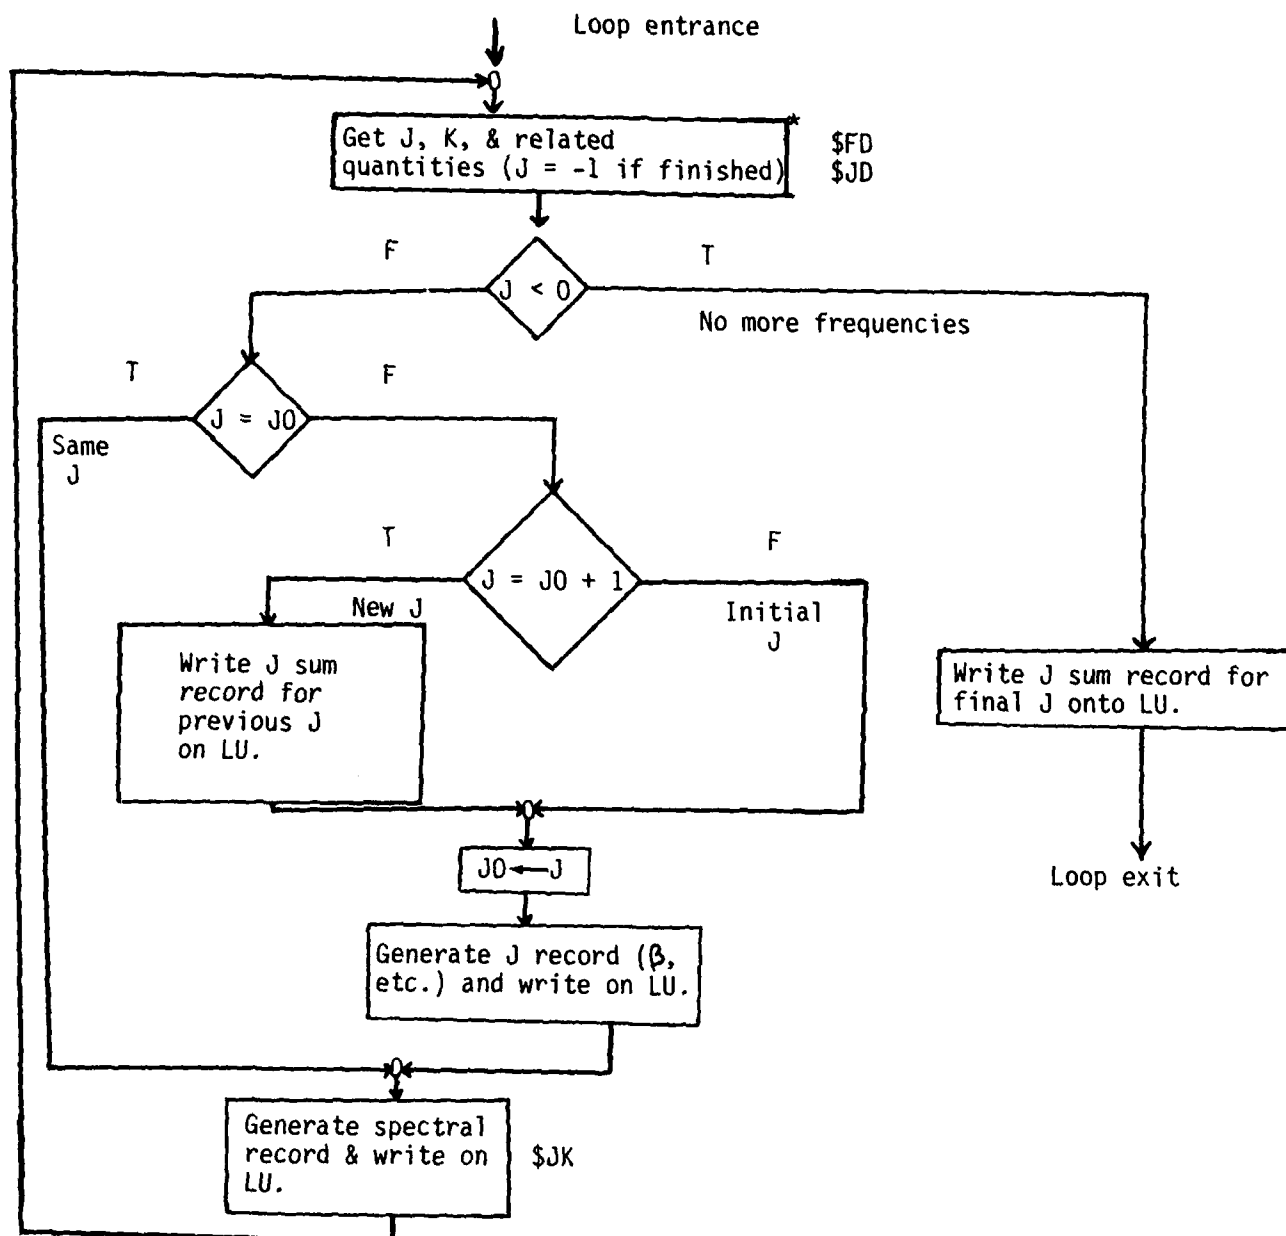 Loop entrance
Get J, K, & related
quantities (J = -1 if finished)
*
$FD
$JD
F
T
J < 0
No more frequencies
T
F
J = J0
Same
J
T
F
J = J0 + 1
New J
Initial
J
Write J sum
record for
previous J
on LU.
Write J sum record for
final J onto LU.
J0←J
Loop exit
Generate J record (β,
etc.) and write on LU.
Generate spectral
record & write on
LU.
$JK